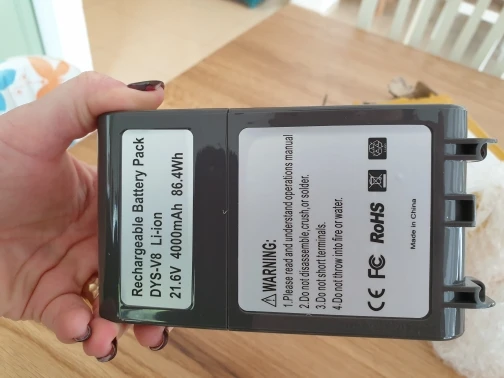 Rechargeable Battery Pack
DYS-V8 Li-ion
21.6V 4000mAh 86.4Wh
WARNING:
1.Please read and understand operations manual
2.Do not disassemble,crush,or solder.
3.Do not short terminals.
4.Do not throw into fire or water.
CE FC RoHS
Made in China